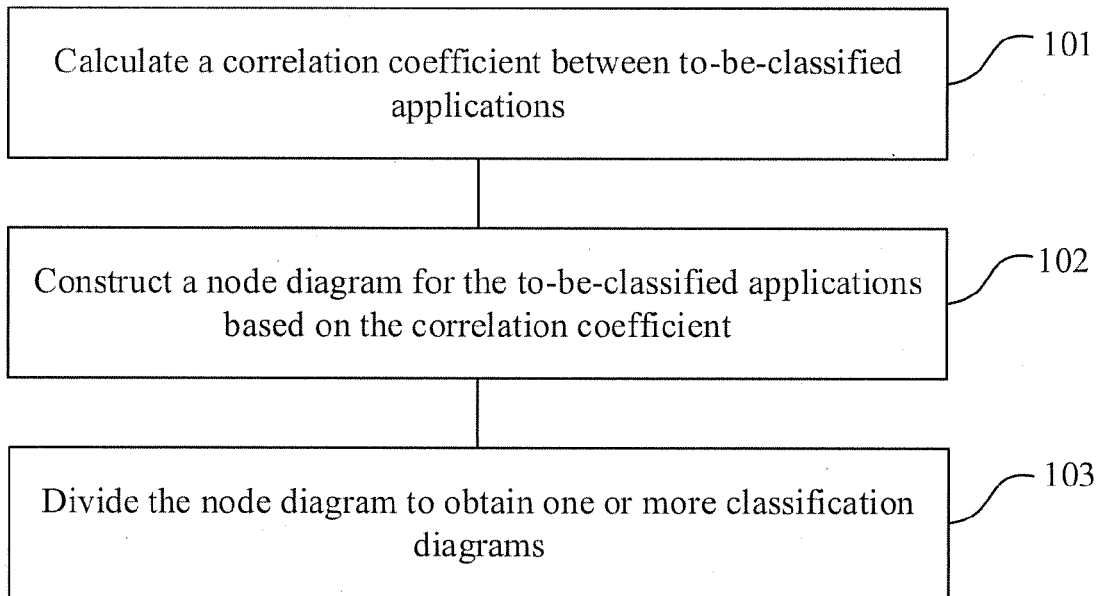 Calculate a correlation coefficient between to-be-classified
applications
101
Construct a node diagram for the to-be-classified applications
based on the correlation coefficient
102
Divide the node diagram to obtain one or more classification
diagrams
103